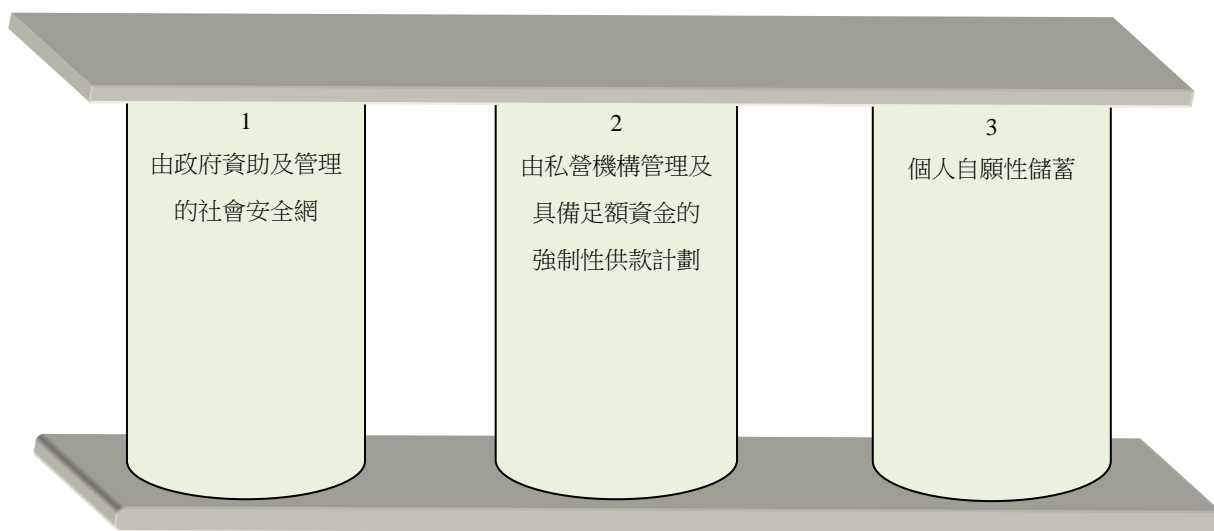 1
由政府資助及管理
的社會安全網
2
由私營機構管理及
具備足額資金的
強制性供款計劃
3
個人自願性儲蓄